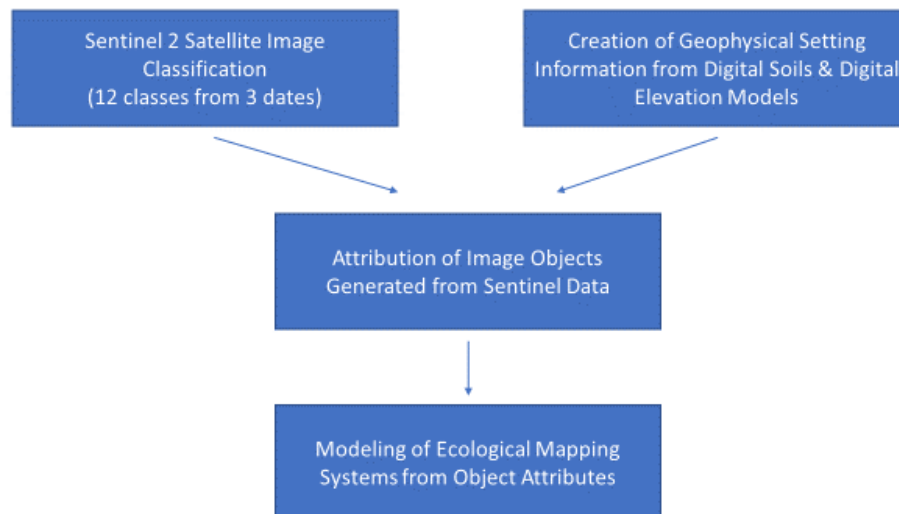 Sentinel 2 Satellite Image
Classification
(12 classes from 3 dates)
Creation of Geophysical Setting
Information from Digital Soils & Digital
Elevation Models
Attribution of Image Objects
Generated from Sentinel Data
Modeling of Ecological Mapping
Systems from Object Attributes